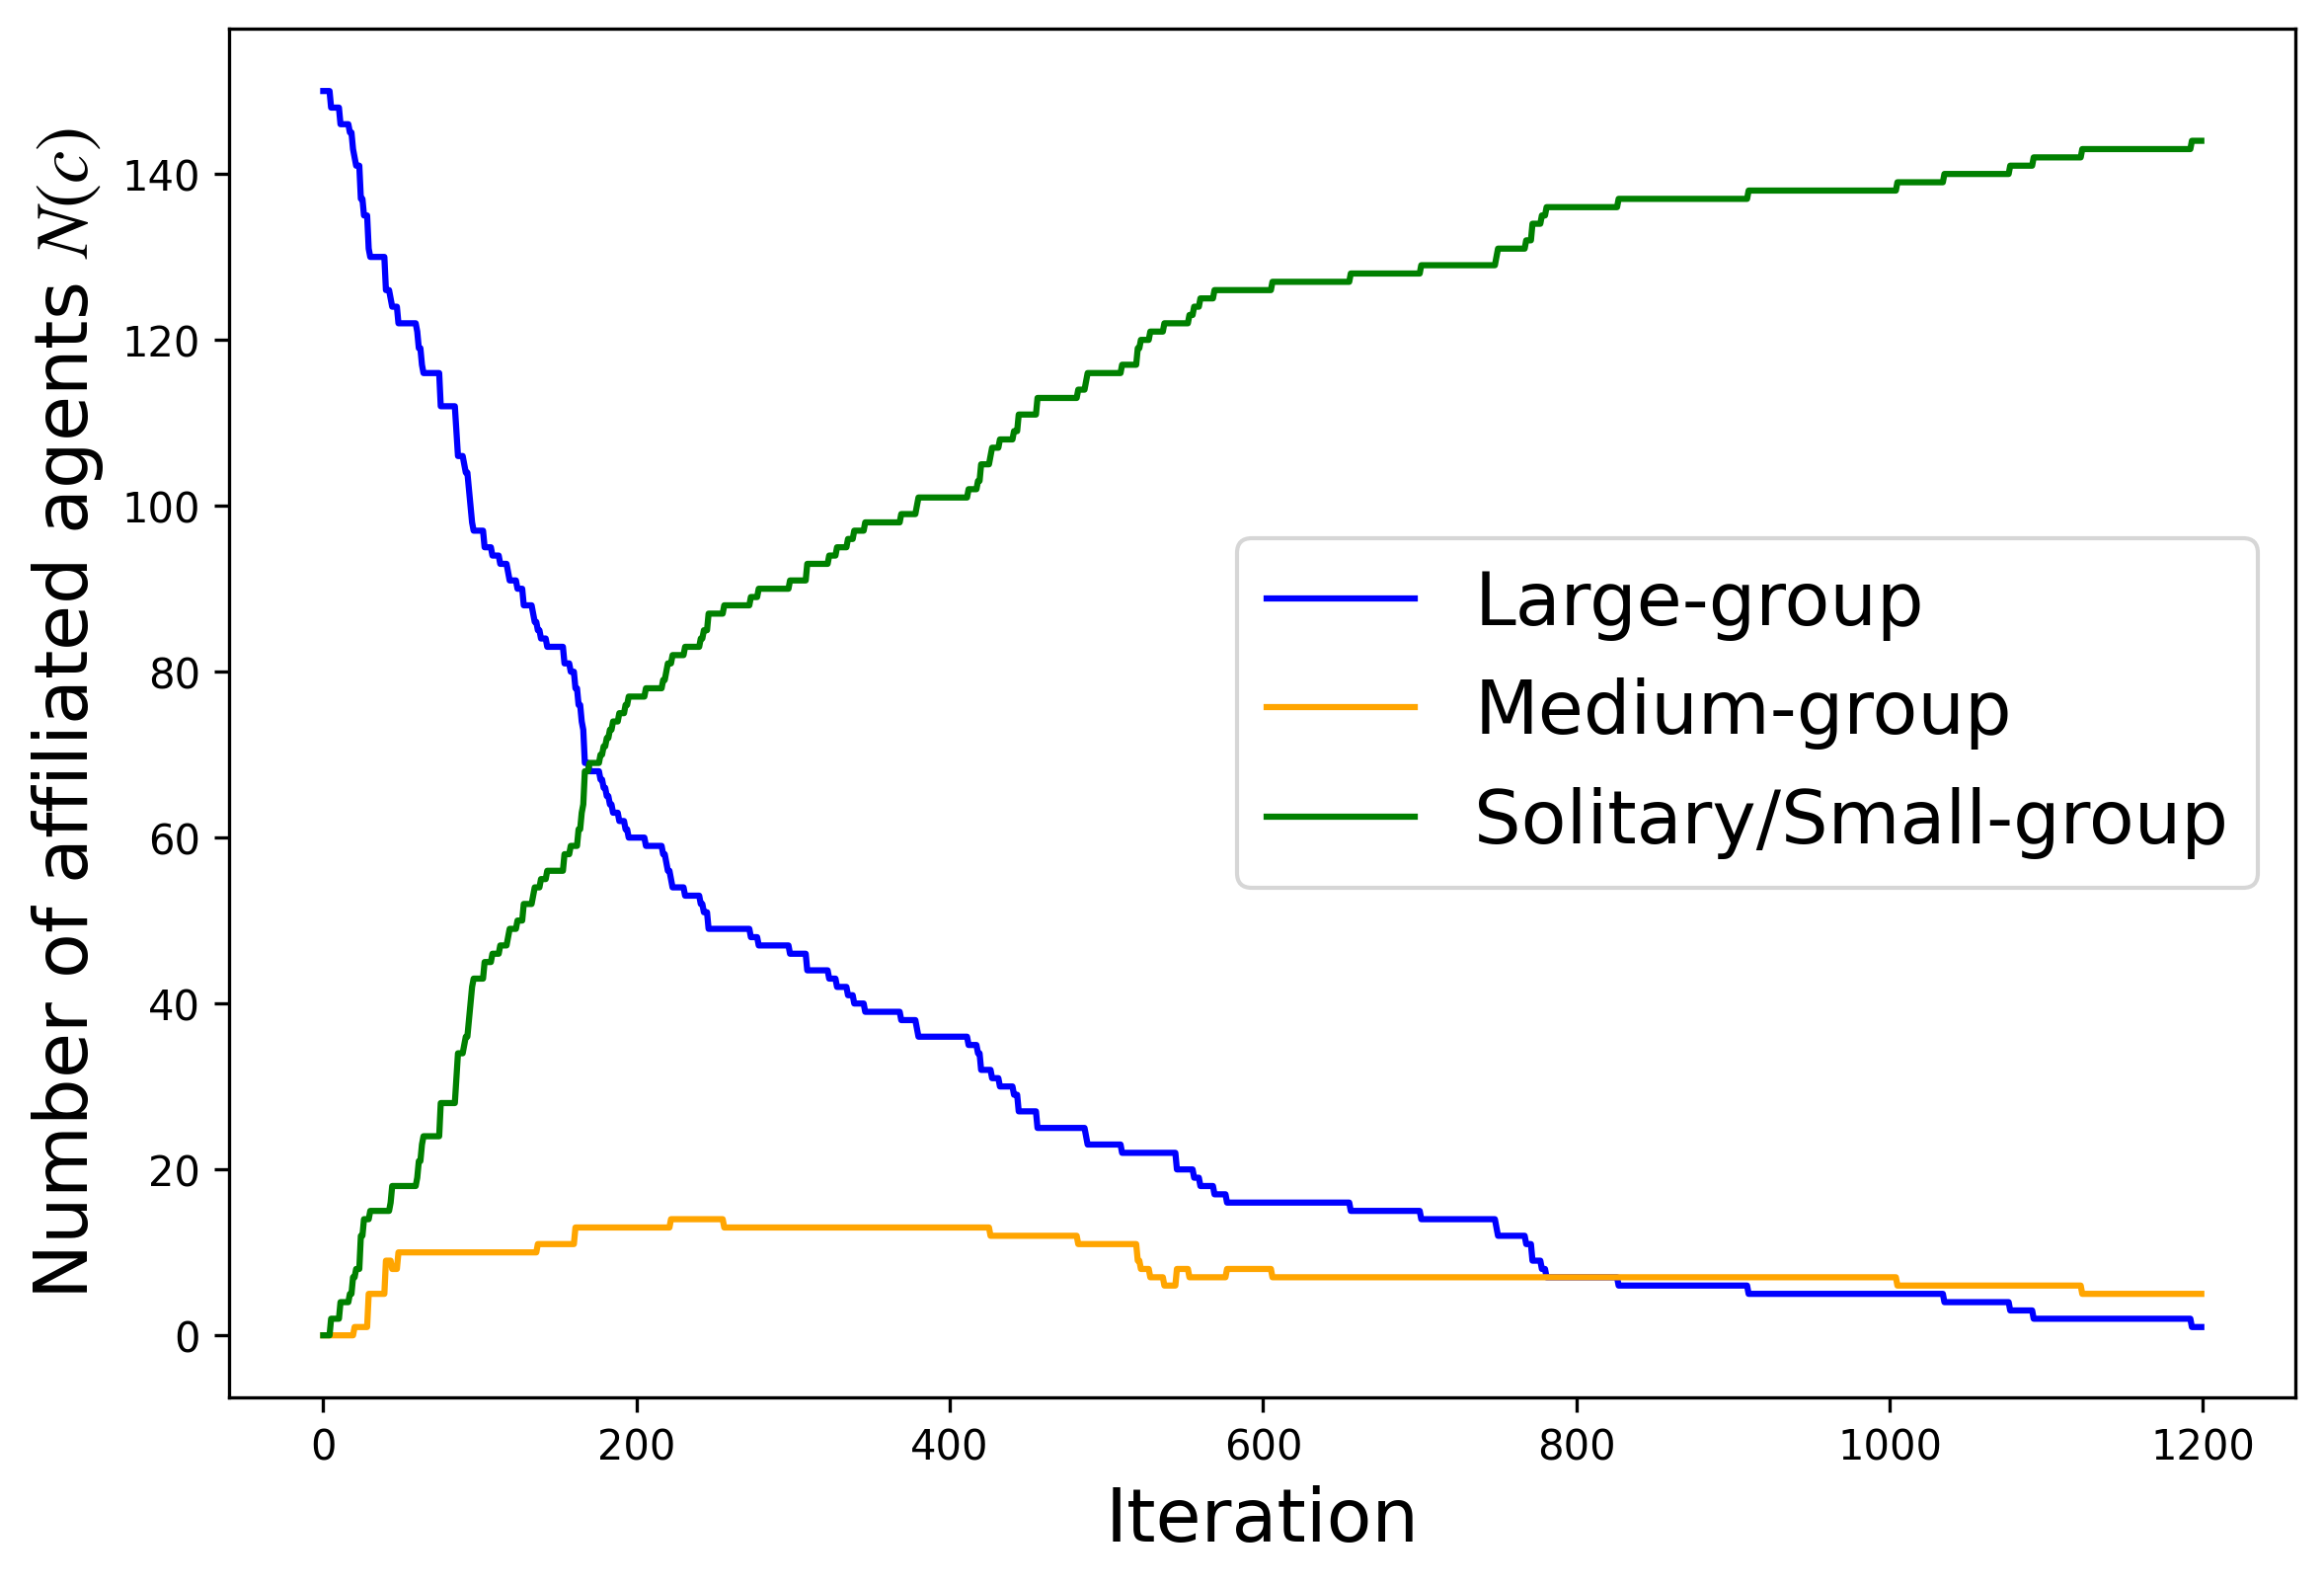 Number of affiliated agents N(c)
140
120
100
80
60
40
20
0
Large-group
Medium-group
Solitary/Small-group
0 200 400 600 800 1000 1200
Iteration